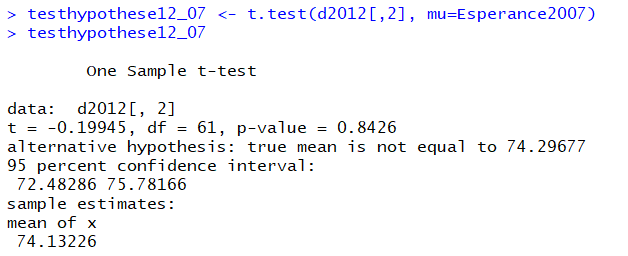 > testhypothese12_07 <- t.test(d2012[,2], mu=Esperance2007)
> testhypothese12_07
One Sample t-test
data:  d2012[, 2]
t = -0.19945, df = 61, p-value = 0.8426
alternative hypothesis: true mean is not equal to 74.29677
95 percent confidence interval:
 72.48286 75.78166
sample estimates:
mean of x
 74.13226